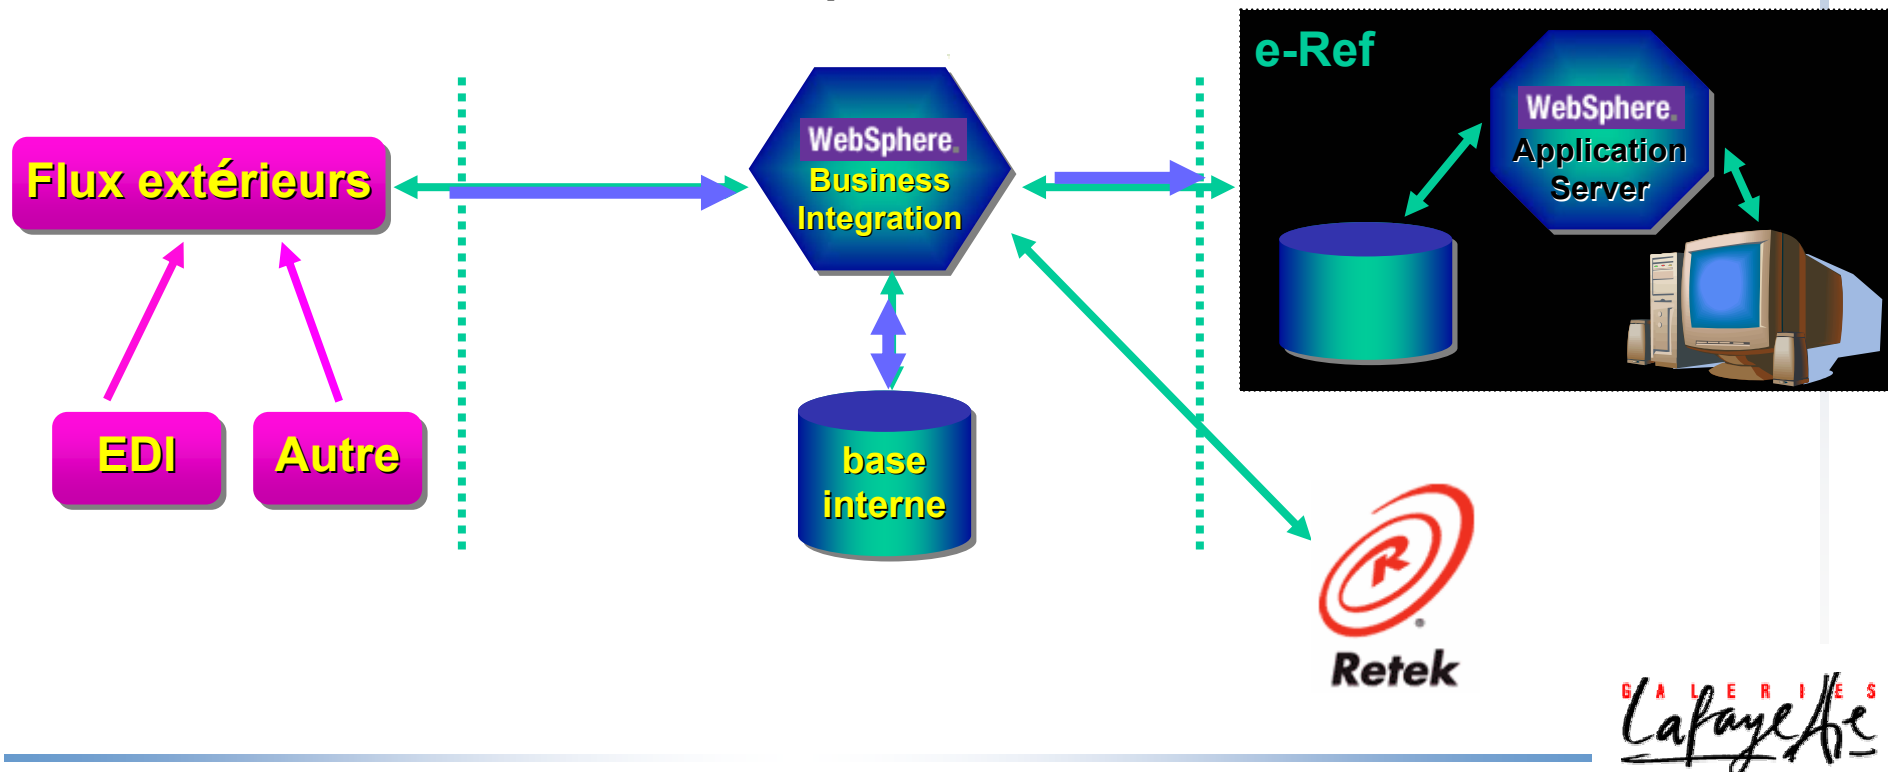 e-Ref
WebSphere.
Application
Server
WebSphere.
Business
Integration
Flux extérieurs
EDI
Autre
base
interne
Retek
GALERIES
Lafayette